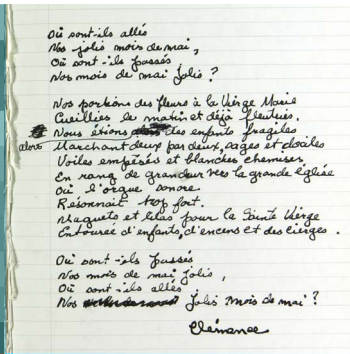 Où sont-ils allés
Nos jolis mois de mai,
Où sont-ils passés,
Nos mois de mai jolis ?
Nos portions des fleurs à la Vierge Marie
Cueillies le matin et déjà fleuries.
alors Nous étions des enfants fragiles
Marchant deux par deux, sages et dociles
Voiles empesés et blanches chemises
En rang de grandeur vers la grande église
Où l'orgue sonore
Résonnait trop fort.
Muguets et lilas pour la Sainte Vierge
Entourée d'enfants, d'encens et des cierges.
Où sont-ils passés
Nos mois de mai jolis,
Où sont-ils allés
Nos jolis mois de mai ?
Clémance